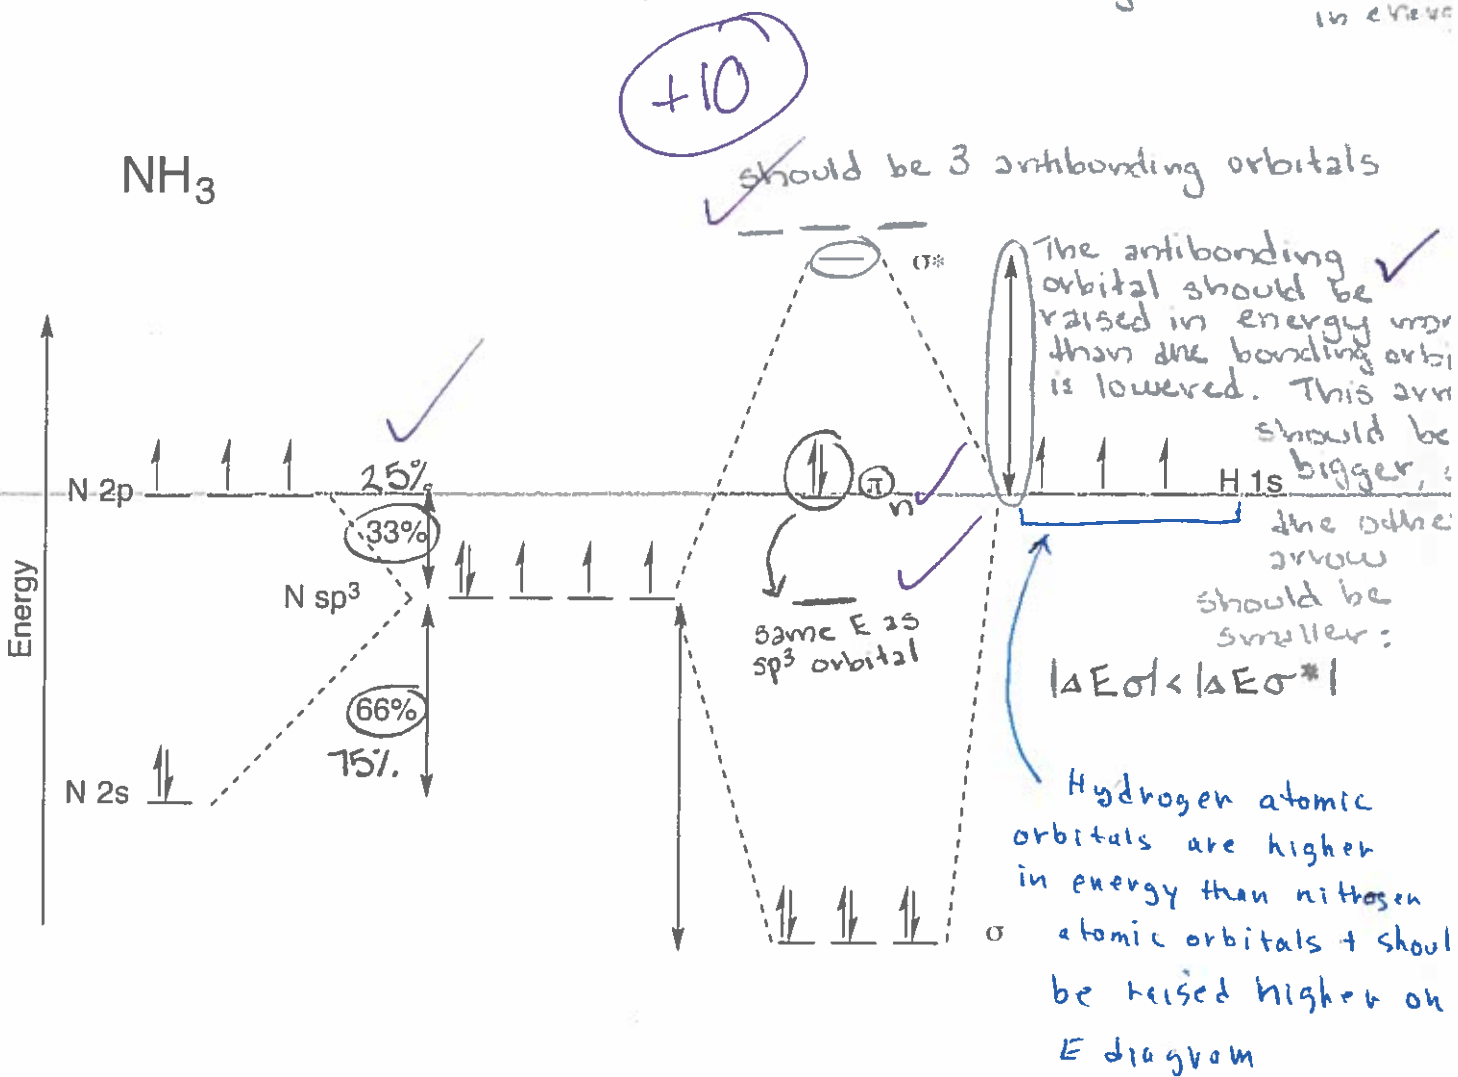 in
+10
NH₃
should be 3 antibonding orbitals
σ*
The antibonding
orbital should be
raised in energy
than the bonding
is lowered. This
should be
bigger,
the
arrow
should be
smaller:
|ΔEσ|<|ΔEσ*|
N 2p
25%
33%
π
n
H 1s
N sp³
Energy
same E as
sp³ orbital
66%
75%.
N 2s
σ
Hydrogen atomic
orbitals are higher
in energy than nitrogen
atomic orbitals + shoul
be raised higher on
E diagram